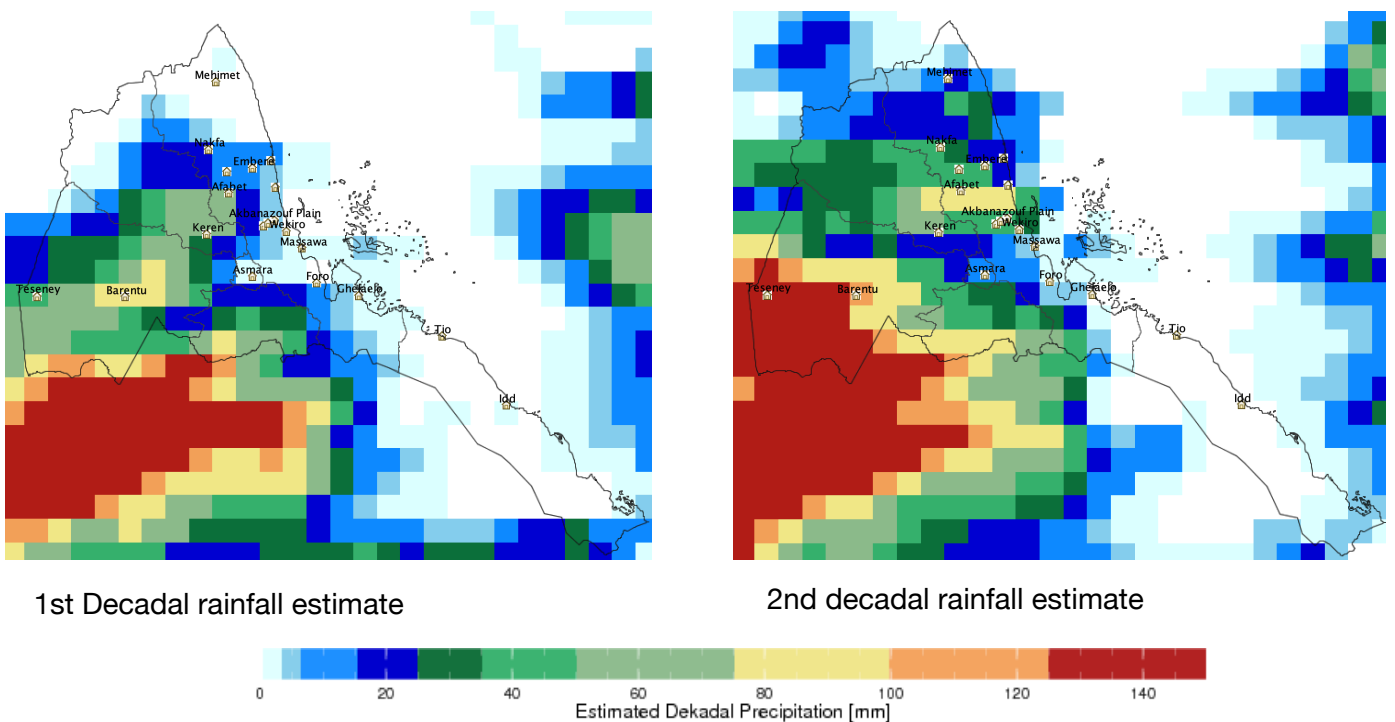 Mehimet
Nakfa
Embere
Afabet
Akbanazouf Plain
Keren
Wekiro
Massawa
Asmara
Foro
Teseney
Barentu
Ghelaelo
Tio
Idd
Mehimet
Nakfa
Embere
Afabet
Akbanazouf Plain
Keren
Wekiro
Massawa
Asmara
Foro
Teseney
Barentu
Ghelaelo
Tio
Idd
1st Decadal rainfall estimate
2nd decadal rainfall estimate
0 20 40 60 80 100 120 140
Estimated Dekadal Precipitation [mm]